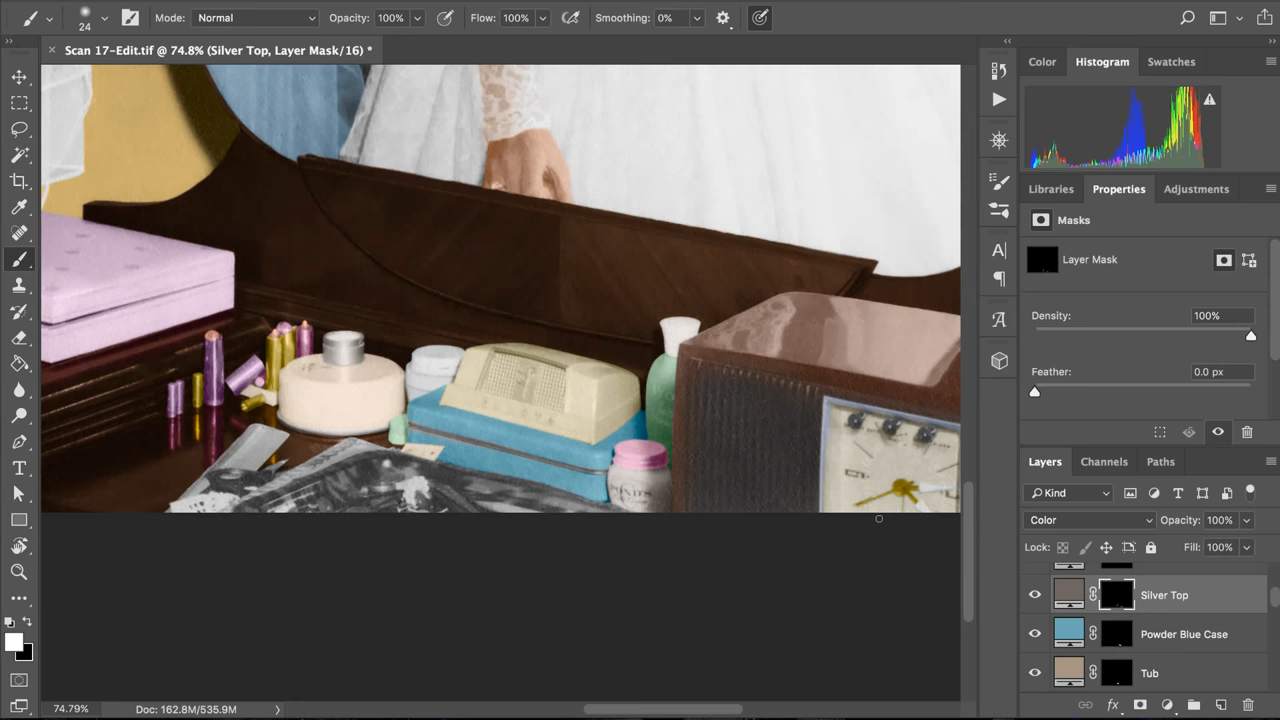 24
Mode: Normal
Opacity: 100%
Flow: 100%
Smoothing: 0%
× Scan 17-Edit.tif @ 74.8% (Silver Top, Layer Mask/16) *
Color
Histogram
Swatches
Libraries
Properties
Adjustments
Masks
Layer Mask
Density: 100%
Feather: 0.0 px
Layers
Channels
Paths
Kind
Color
Opacity: 100%
Lock:
Fill: 100%
Silver Top
Powder Blue Case
Tub
fx
POND'S
74.79%
Doc: 162.8M/535.9M